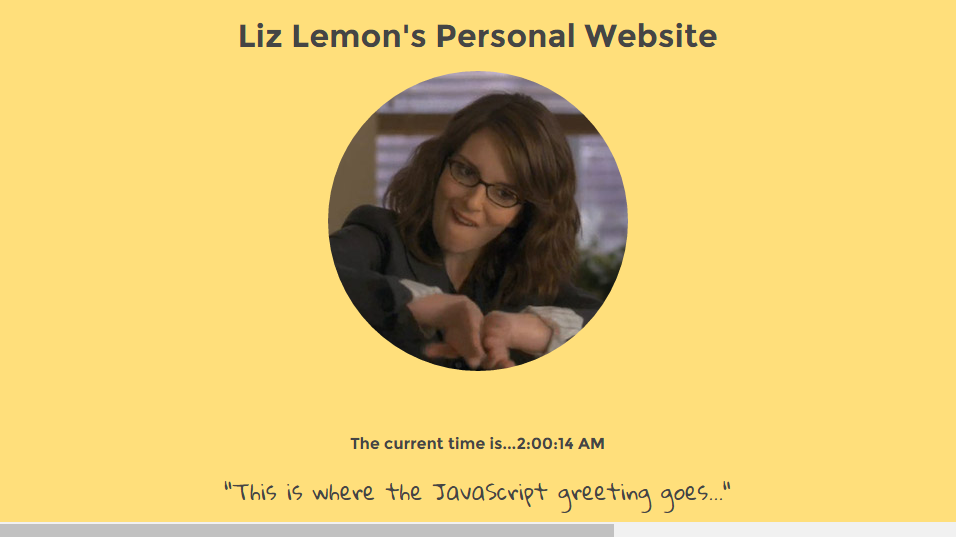 Liz Lemon's Personal Website
The current time is...2:00:14 AM
"This is where the JavaScript greeting goes..."